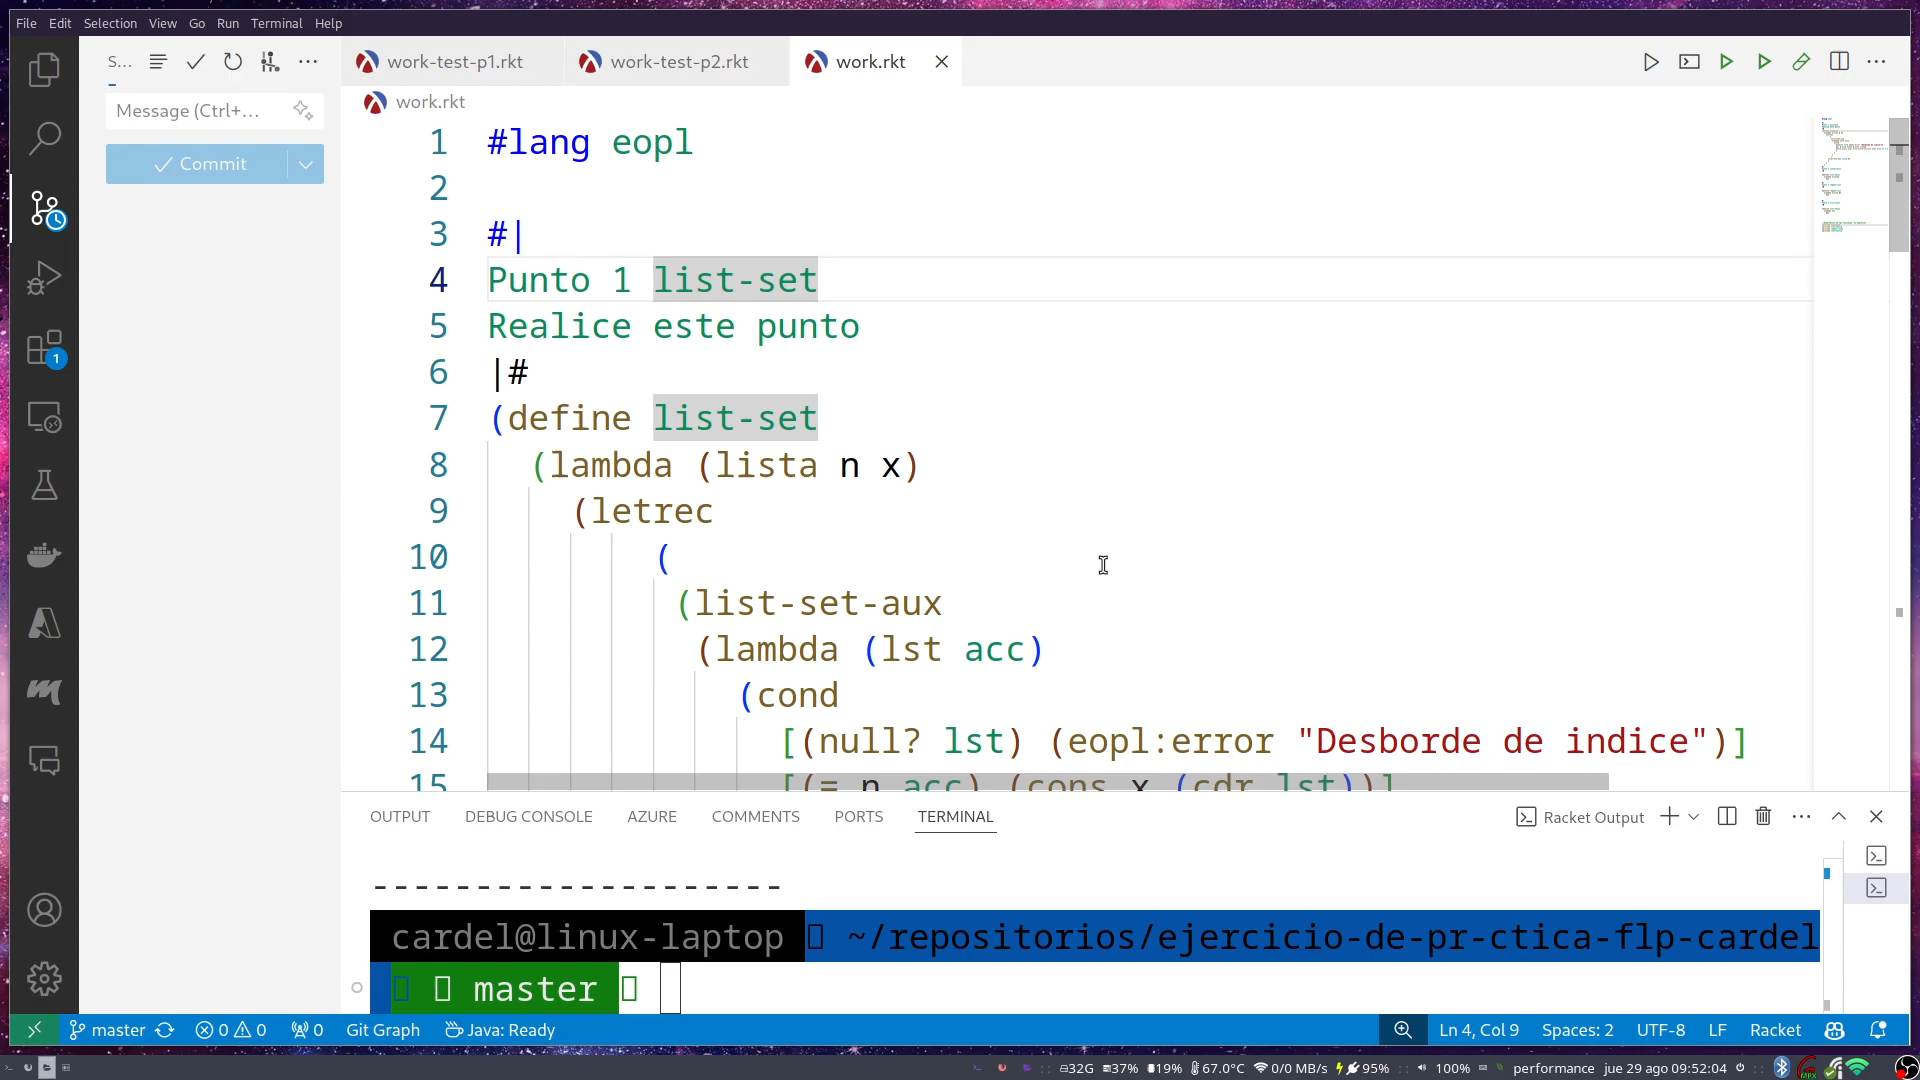 File Edit Selection View Go Run Terminal Help
S...
work-test-p1.rkt
work-test-p2.rkt
work.rkt
Message (Ctrl+...
work.rkt
Commit
1 #lang eopl
2
3 #|
4 Punto 1 list-set
5 Realice este punto
6 |#
7 (define list-set
8 (lambda (lista n x)
9 (letrec
10 (
11 (list-set-aux
12 (lambda (lst acc)
13 (cond
14 [(null? lst) (eopl:error "Desborde de indice")]
15 [(= n acc) (cons x (cdr lst))]
1
OUTPUT DEBUG CONSOLE AZURE COMMENTS PORTS TERMINAL
Racket Output
--------------------
cardel@linux-laptop ~/repositorios/ejercicio-de-pr-ctica-flp-cardel
master
master 0 0 0 Git Graph Java: Ready
Ln 4, Col 9 Spaces: 2 UTF-8 LF Racket
32G 37% 19% 67.0°C 0/0 MB/s 95% 100% performance jue 29 ago 09:52:04